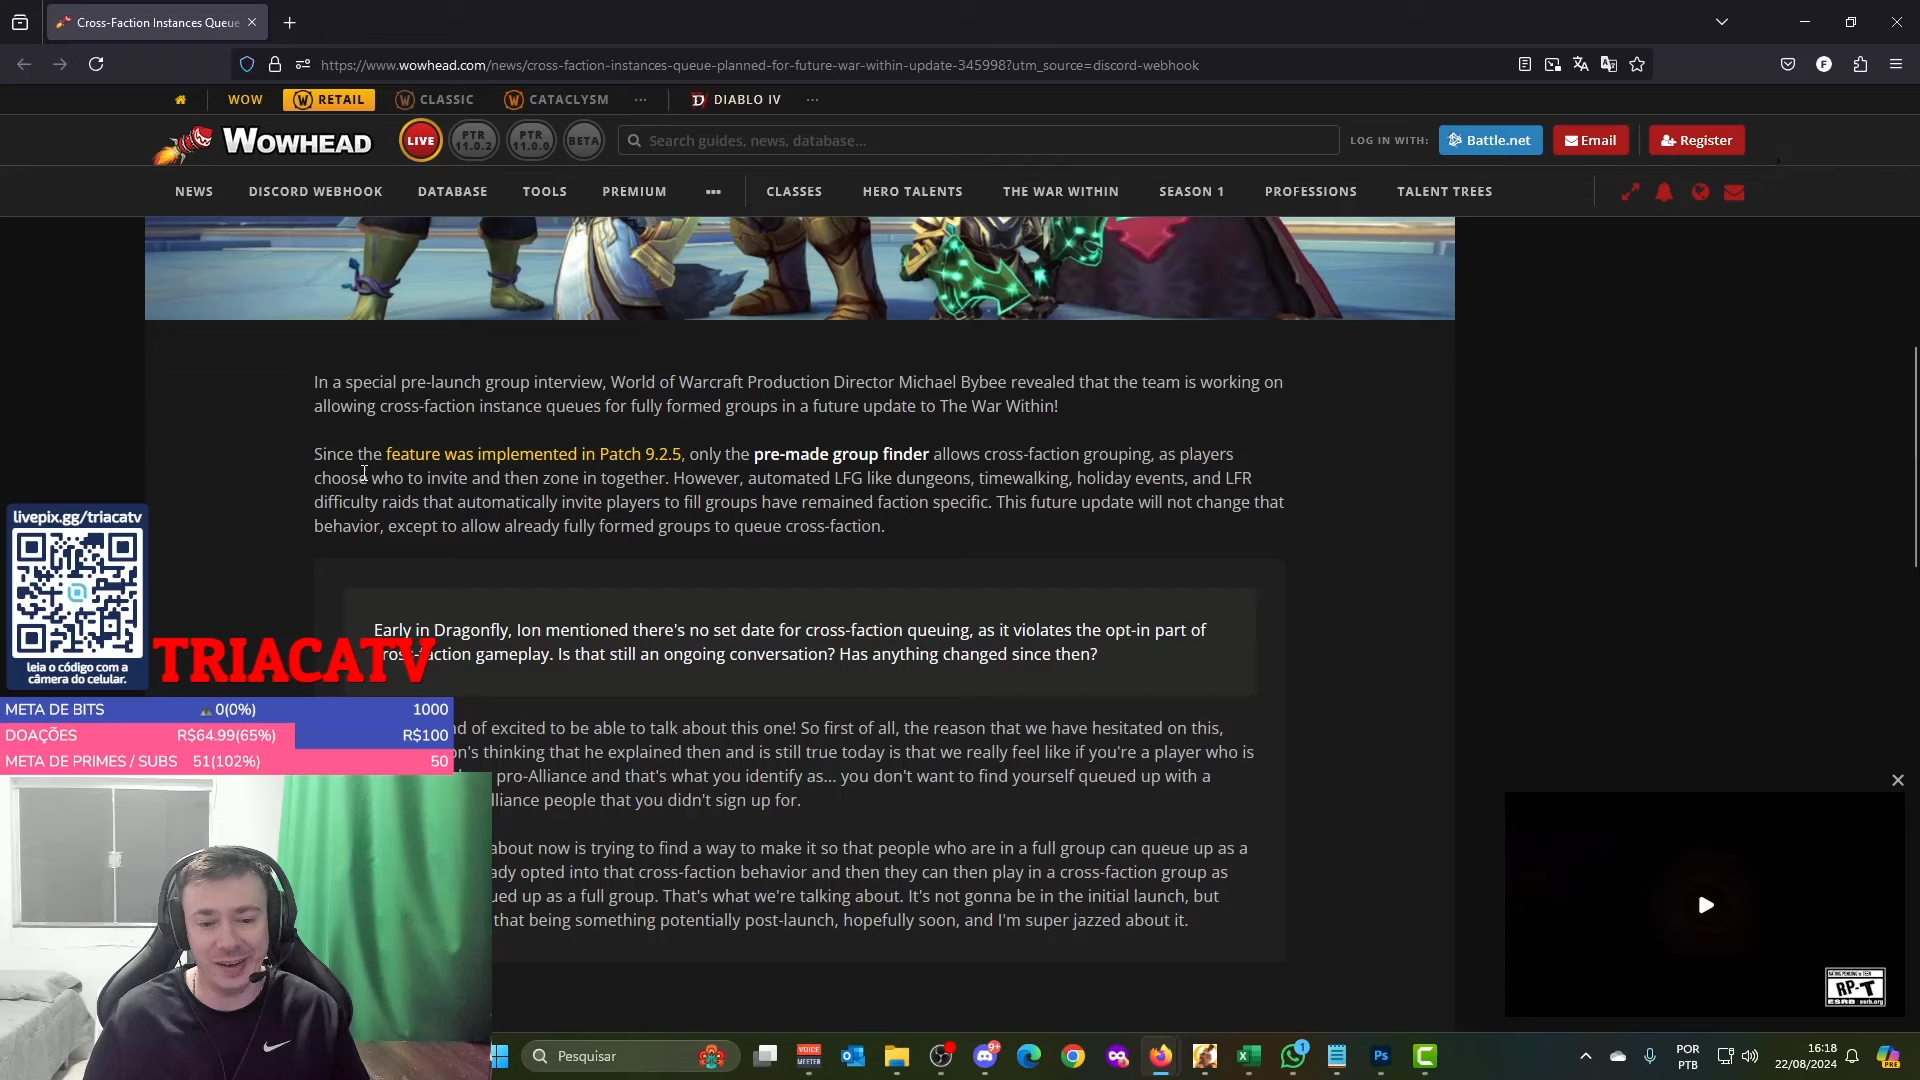 Cross-Faction Instances Queue
https://www.wowhead.com/news/cross-faction-instances-queue-planned-for-future-war-within-update-345998?utm_source=discord-webhook
WOW
RETAIL
CLASSIC
CATACLYSM
DIABLO IV
WOWHEAD
LIVE
PTR 11.0.2
PTR 11.0.0
BETA
Search guides, news, database...
LOG IN WITH:
Battle.net
Email
Register
NEWS
DISCORD WEBHOOK
DATABASE
TOOLS
PREMIUM
CLASSES
HERO TALENTS
THE WAR WITHIN
SEASON 1
PROFESSIONS
TALENT TREES
In a special pre-launch group interview, World of Warcraft Production Director Michael Bybee revealed that the team is working on
allowing cross-faction instance queues for fully formed groups in a future update to The War Within!
Since the feature was implemented in Patch 9.2.5, only the pre-made group finder allows cross-faction grouping, as players
choose who to invite and then zone in together. However, automated LFG like dungeons, timewalking, holiday events, and LFR
difficulty raids that automatically invite players to fill groups have remained faction specific. This future update will not change that
behavior, except to allow already fully formed groups to queue cross-faction.
Early in Dragonfly, Ion mentioned there's no set date for cross-faction queuing, as it violates the opt-in part of
gameplay. Is that still an ongoing conversation? Has anything changed since then?
of excited to be able to talk about this one! So first of all, the reason that we have hesitated on this,
thinking that he explained then and is still true today is that we really feel like if you're a player who is
pro-Alliance and that's what you identify as... you don't want to find yourself queued up with a
people that you didn't sign up for.
about now is trying to find a way to make it so that people who are in a full group can queue up as a
opted into that cross-faction behavior and then they can then play in a cross-faction group as
up as a full group. That's what we're talking about. It's not gonna be in the initial launch, but
that being something potentially post-launch, hopefully soon, and I'm super jazzed about it.
livepix.gg/triacatv
leia o código com a
câmera do celular.
TRIACATV
META DE BITS 0(0%) 1000
DOAÇÕES R$64.99(65%) R$100
META DE PRIMES / SUBS 51(102%) 50
RP-T
ESRB
Pesquisar
VOICE
MEETER
9+
1
POR
PTB
16:18
22/08/2024
PRE